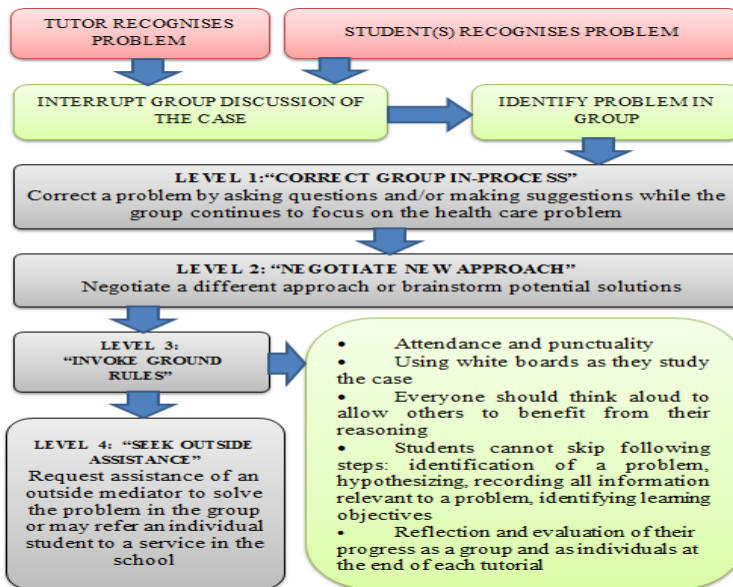 TUTOR RECOGNISES
PROBLEM
STUDENT(S) RECOGNISES PROBLEM
INTERRUPT GROUP DISCUSSION OF
THE CASE
IDENTIFY PROBLEM IN
GROUP
LEVEL 1:“CORRECT GROUP IN-PROCESS”
Correct a problem by asking questions and/or making suggestions while the
group continues to focus on the health care problem
LEVEL 2: “NEGOTIATE NEW APPROACH”
Negotiate a different approach or brainstorm potential solutions
LEVEL 3:
“INVOKE GROUND
RULES”
• Attendance and punctuality
• Using white boards as they study
the case
• Everyone should think aloud to
allow others to benefit from their
reasoning
• Students cannot skip following
steps: identification of a problem,
hypothesizing, recording all information
relevant to a problem, identifying learning
objectives
• Reflection and evaluation of their
progress as a group and as individuals at
the end of each tutorial
LEVEL 4: “SEEK OUTSIDE
ASSISTANCE”
Request assistance of an
outside mediator to solve
the problem in the group
or may refer an individual
student to a service in the
school